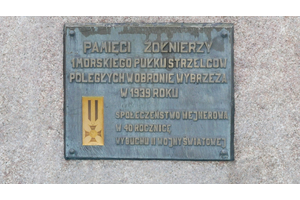 PAMIĘCI ŻOŁNIERZY
1 MORSKIEGO PUŁKU STRZELCÓW
POLEGŁYCH W OBRONIE WYBRZEŻA
W 1939 ROKU
SPOŁECZEŃSTWO WEJHEROWA
W 40 ROCZNICĘ
WYBUCHU II WOJNY ŚWIATOWEJ